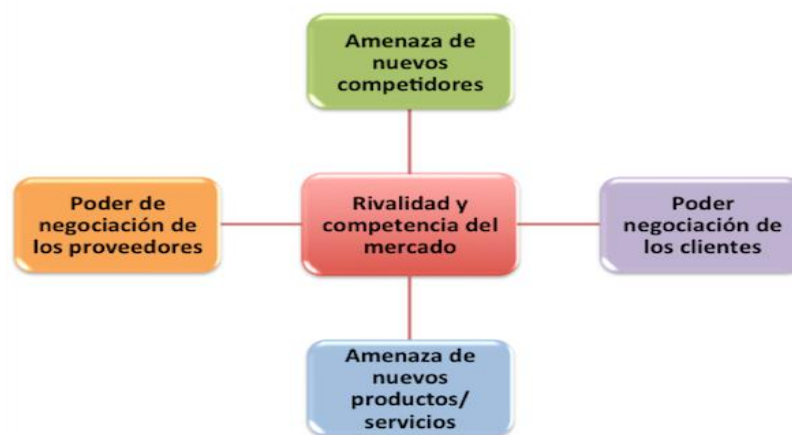 Amenaza de
nuevos
competidores
Poder de
negociación de
los proveedores
Rivalidad y
competencia del
mercado
Poder
negociación de
los clientes
Amenaza de
nuevos
productos/
servicios